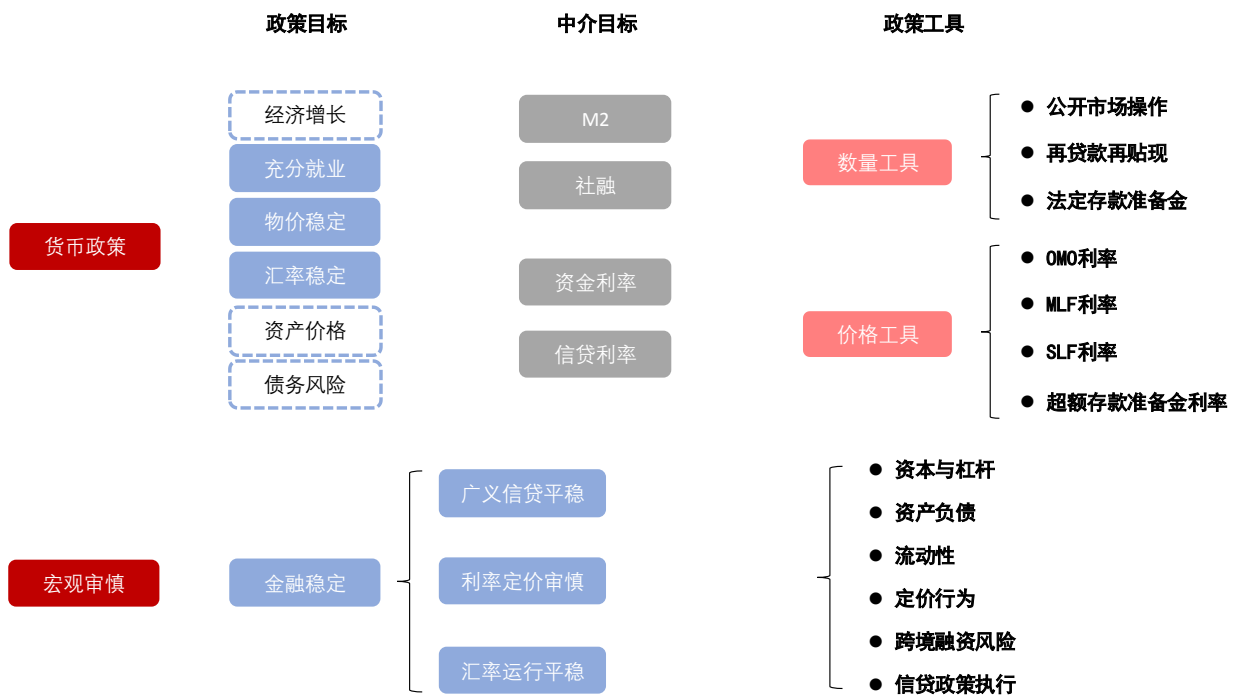 政策目标
中介目标
政策工具
货币政策
经济增长
充分就业
物价稳定
汇率稳定
资产价格
债务风险
M2
社融
资金利率
信贷利率
数量工具
公开市场操作
再贷款再贴现
法定存款准备金
价格工具
OMO利率
MLF利率
SLF利率
超额存款准备金利率
宏观审慎
金融稳定
广义信贷平稳
利率定价审慎
汇率运行平稳
资本与杠杆
资产负债
流动性
定价行为
跨境融资风险
信贷政策执行